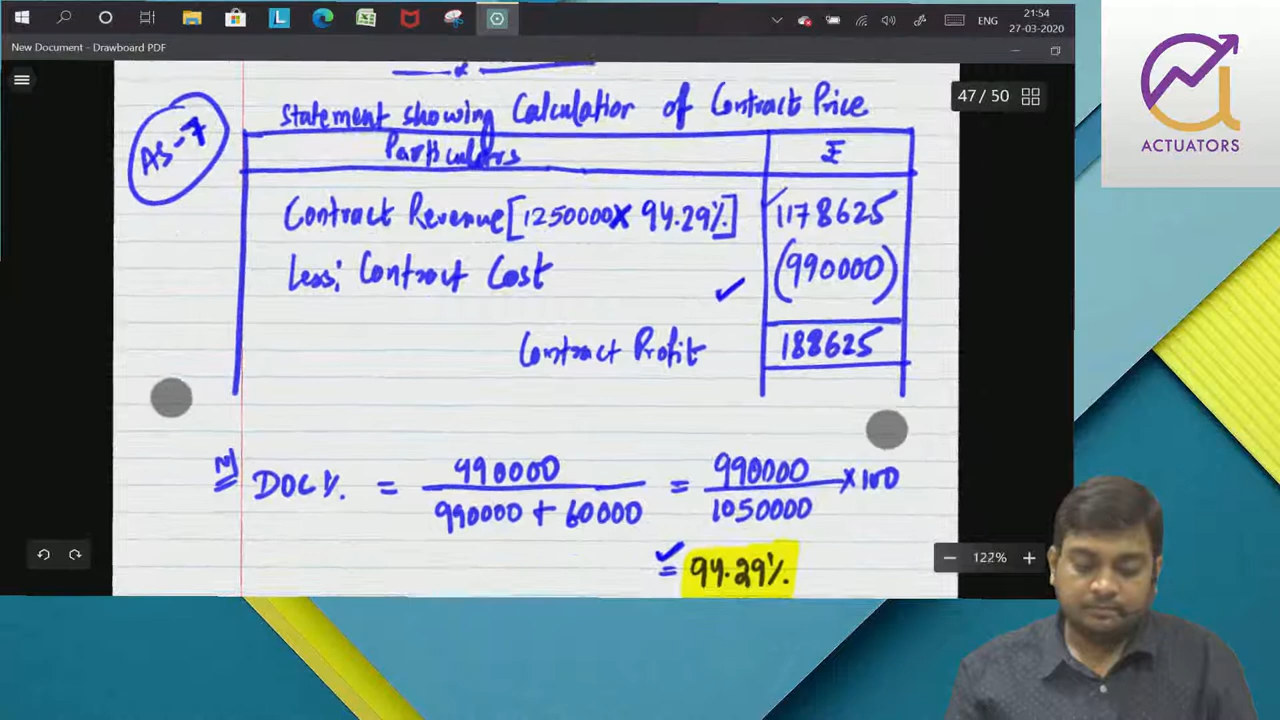 21:54
ENG
27-03-2020
New Document - Drawboard PDF
47 / 50
ACTUATORS
AS-7
Statement showing Calculation of Contract Price
Particulars ₹
Contract Revenue [1250000 X 94.29%] 1178625
Less: Contract Cost (990000)
Contract Profit 188625
DOC %. = 990000 / 990000 + 60000 = 990000 / 1050000 × 100
= 94.29%
122%